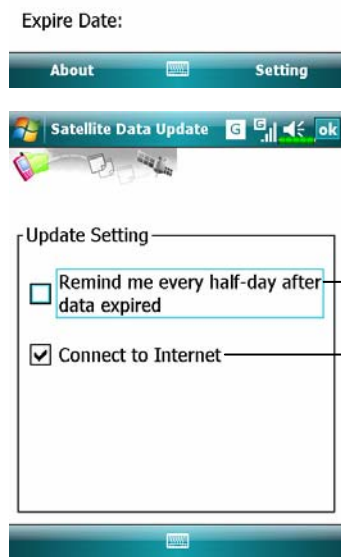 Expire Date:
About Setting
Satellite Data Update G G ok
Update Setting
Remind me every half-day after
data expired
Connect to Internet